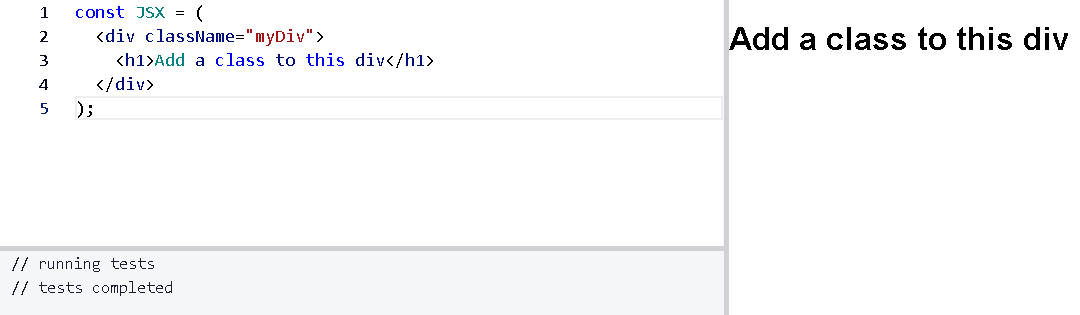 1 const JSX = (
2 <div className="myDiv">
3 <h1>Add a class to this div</h1>
4 </div>
5 );
// running tests
// tests completed
Add a class to this div